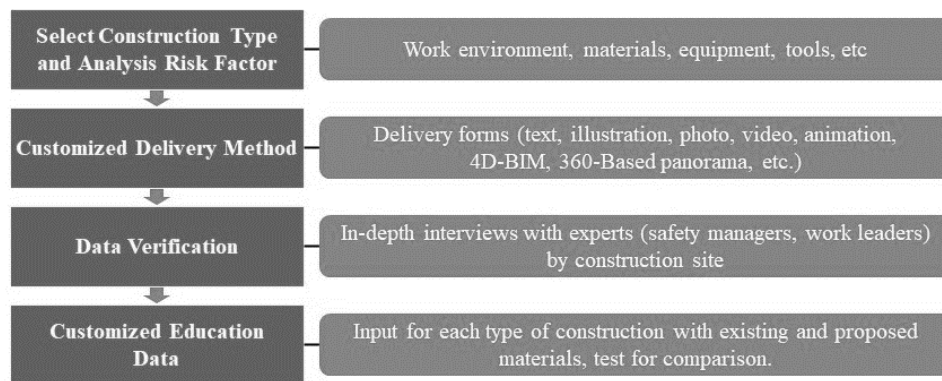 Select Construction Type
and Analysis Risk Factor
Work environment, materials, equipment, tools, etc
Customized Delivery Method
Delivery forms (text, illustration, photo, video, animation,
4D-BIM, 360-Based panorama, etc.)
Data Verification
In-depth interviews with experts (safety managers, work leaders)
by construction site
Customized Education
Data
Input for each type of construction with existing and proposed
materials, test for comparison.